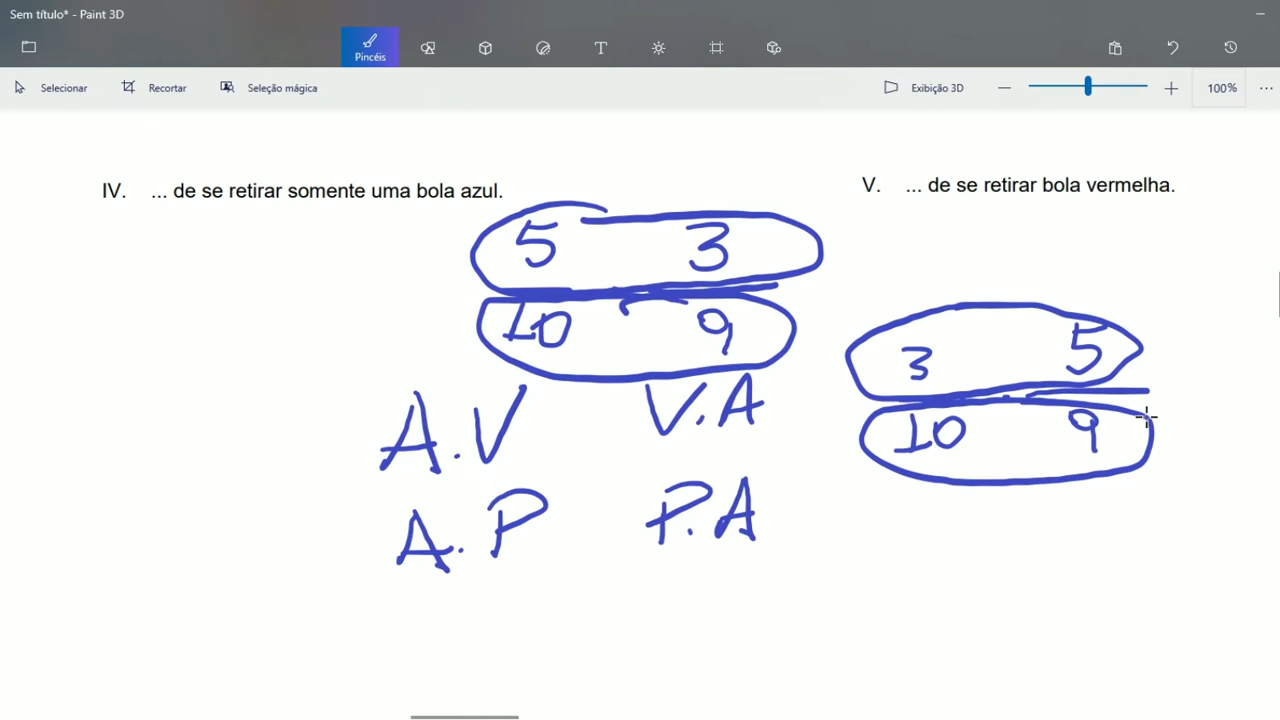 Sem título* - Paint 3D
Pincéis
Selecionar Recortar Seleção mágica Exibição 3D 100%
IV. ... de se retirar somente uma bola azul.
5 3
10 9
A.V V.A
A.P P.A
V. ... de se retirar bola vermelha.
3 5
10 9